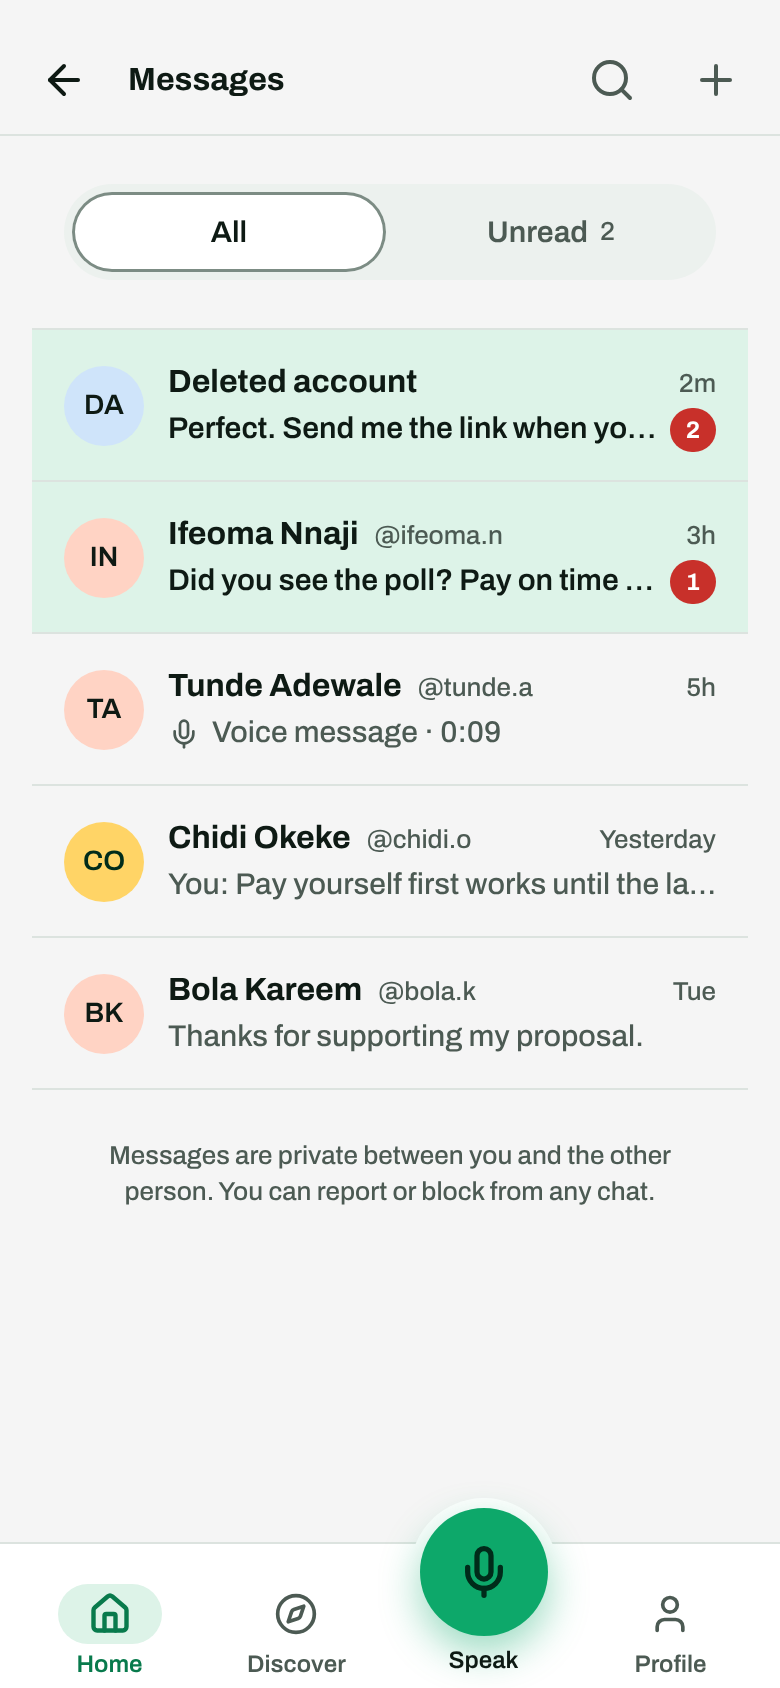 Messages
All
Unread 2
DA
Deleted account
2m
Perfect. Send me the link when yo...
2
IN
Ifeoma Nnaji @ifeoma.n
3h
Did you see the poll? Pay on time ...
1
TA
Tunde Adewale @tunde.a
5h
Voice message · 0:09
CO
Chidi Okeke @chidi.o
Yesterday
You: Pay yourself first works until the la...
BK
Bola Kareem @bola.k
Tue
Thanks for supporting my proposal.
Messages are private between you and the other
person. You can report or block from any chat.
Home
Discover
Speak
Profile